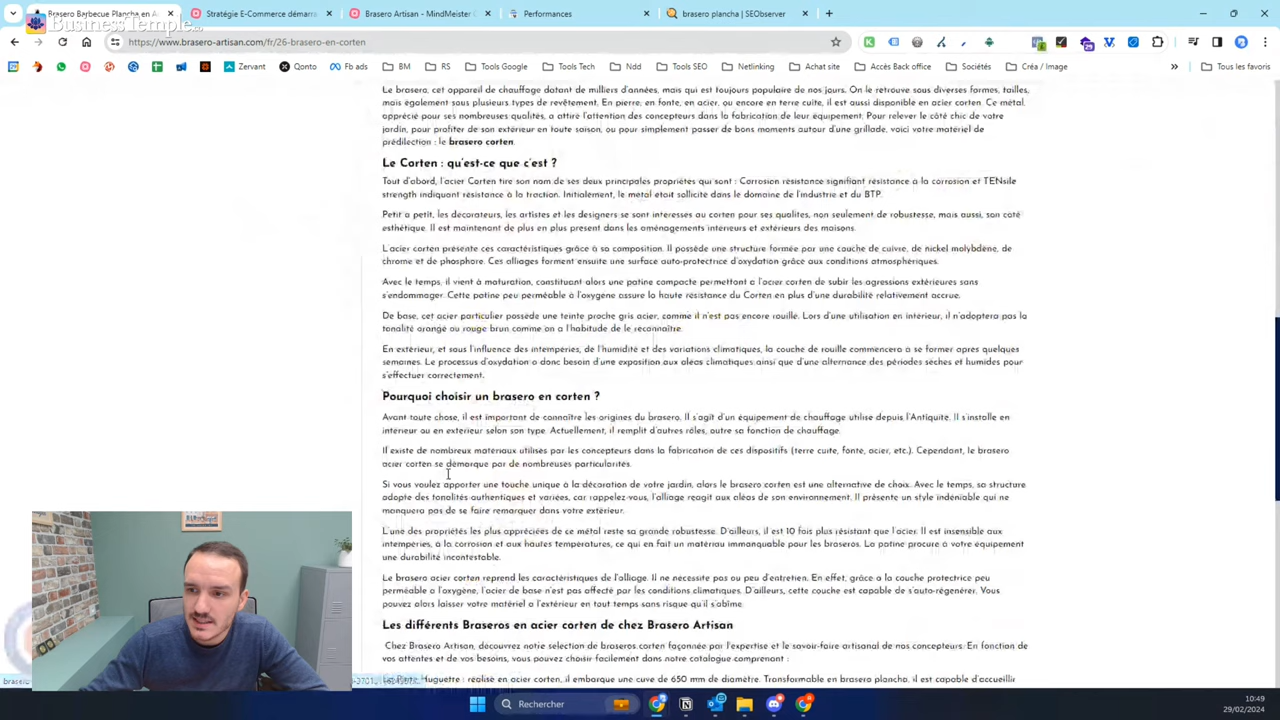 Brasero Barbecue Plancha en A
Stratégie E-Commerce démarra
Brasero Artisan - MindMeister
Performances
brasero plancha | SEObserver
BusinessTemple
https://www.brasero-artisan.com/fr/26-brasero-en-corten
Zervant
Qonto
Fb ads
BM
RS
Tools Google
Tools Tech
Ndd
Tools SEO
Netlinking
Achat site
Accès Back office
Sociétés
Créa / Image
Tous les favoris
Le brasero, cet appareil de chauffage datant de milliers d'années, mais qui est toujours populaire de nos jours. On le retrouve sous diverses formes, tailles,
mais également sous plusieurs types de revêtement. En pierre, en fonte, en acier, ou encore en terre cuite, il est aussi disponible en acier corten. Ce métal,
apprécié pour ses nombreuses qualités, a attiré l'attention des concepteurs dans la fabrication de leur équipement. Pour relever le côté chic de votre
jardin, pour profiter de son extérieur en toute saison, ou pour simplement passer de bons moments autour d'une grillade, voici votre matériel de
prédilection : le brasero corten.
Le Corten : qu'est-ce que c'est ?
Tout d'abord, l'acier Corten tire son nom de ses deux principales propriétés qui sont : Corrosion résistance signifiant résistance à la corrosion et TENsile
strength indiquant résistance à la traction. Initialement, le métal était sollicité dans le domaine de l'industrie et du BTP.
Petit à petit, les décorateurs, les artistes et les designers se sont intéressés au corten pour ses qualités, non seulement de robustesse, mais aussi, son côté
esthétique. Il est maintenant de plus en plus présent dans les aménagements intérieurs et extérieurs des maisons.
L'acier corten présente ces caractéristiques grâce à sa composition. Il possède une structure formée par une couche de cuivre, de nickel molybdène, de
chrome et de phosphore. Ces alliages forment ensuite une surface auto-protectrice d'oxydation grâce aux conditions atmosphériques.
Avec le temps, il vient à maturation, constituant alors une patine compacte permettant à l'acier corten de subir les agressions extérieures sans
s'endommager. Cette patine peu perméable à l'oxygène assure la haute résistance du Corten en plus d'une durabilité relativement accrue.
De base, cet acier particulier possède une teinte proche gris acier, comme il n'est pas encore rouillé. Lors d'une utilisation en intérieur, il n'adoptera pas la
tonalité orangé ou rouge brun comme on a l'habitude de le reconnaître.
En extérieur, et sous l'influence des intempéries, de l'humidité et des variations climatiques, la couche de rouille commencera à se former après quelques
semaines. Le processus d'oxydation a donc besoin d'une exposition aux aléas climatiques ainsi que d'une alternance des périodes sèches et humides pour
s'effectuer correctement.
Pourquoi choisir un brasero en corten ?
Avant toute chose, il est important de connaître les origines du brasero. Il s'agit d'un équipement de chauffage utilisé depuis l'Antiquité. Il s'installe en
intérieur ou en extérieur selon son type. Actuellement, il remplit d'autres rôles, outre sa fonction de chauffage.
Il existe de nombreux matériaux utilisés par les concepteurs dans la fabrication de ces dispositifs (terre cuite, fonte, acier, etc.). Cependant, le brasero
acier corten se démarque par de nombreuses particularités.
Si vous voulez apporter une touche unique à la décoration de votre jardin, alors le brasero corten est une alternative de choix. Avec le temps, sa structure
adopte des tonalités authentiques et variées, car rappelez-vous, l'alliage réagit aux aléas de son environnement. Il présente un style indéniable qui ne
manquera pas de se faire remarquer dans votre extérieur.
L'une des propriétés les plus appréciées de ce métal reste sa grande robustesse. D'ailleurs, il est 10 fois plus résistant que l'acier. Il est insensible aux
intempéries, à la corrosion et aux hautes températures, ce qui en fait un matériau immanquable pour les braseros. La patine procure à votre équipement
une durabilité incontestable.
Le brasero acier corten reprend les caractéristiques de l'alliage. Il ne nécessite pas ou peu d'entretien. En effet, grâce à la couche protectrice peu
perméable à l'oxygène, l'acier de base n'est pas affecté par les conditions climatiques. D'ailleurs, cette couche est capable de s'auto-régénérer. Vous
pouvez alors laisser votre matériel à l'extérieur en tout temps sans risque qu'il s'abîme.
Les différents Braseros en acier corten de chez Brasero Artisan
Chez Brasero Artisan, découvrez notre sélection de braseros corten façonnée par l'expertise et le savoir-faire artisanal de nos concepteurs. En fonction de
vos attentes et de vos besoins, vous pouvez choisir facilement dans notre catalogue comprenant :
Huguette : réalisé en acier corten, il embarque une cuve de 650 mm de diamètre. Transformable en brasero plancha, il est capable d'accueillir
Rechercher
10:49
29/02/2024